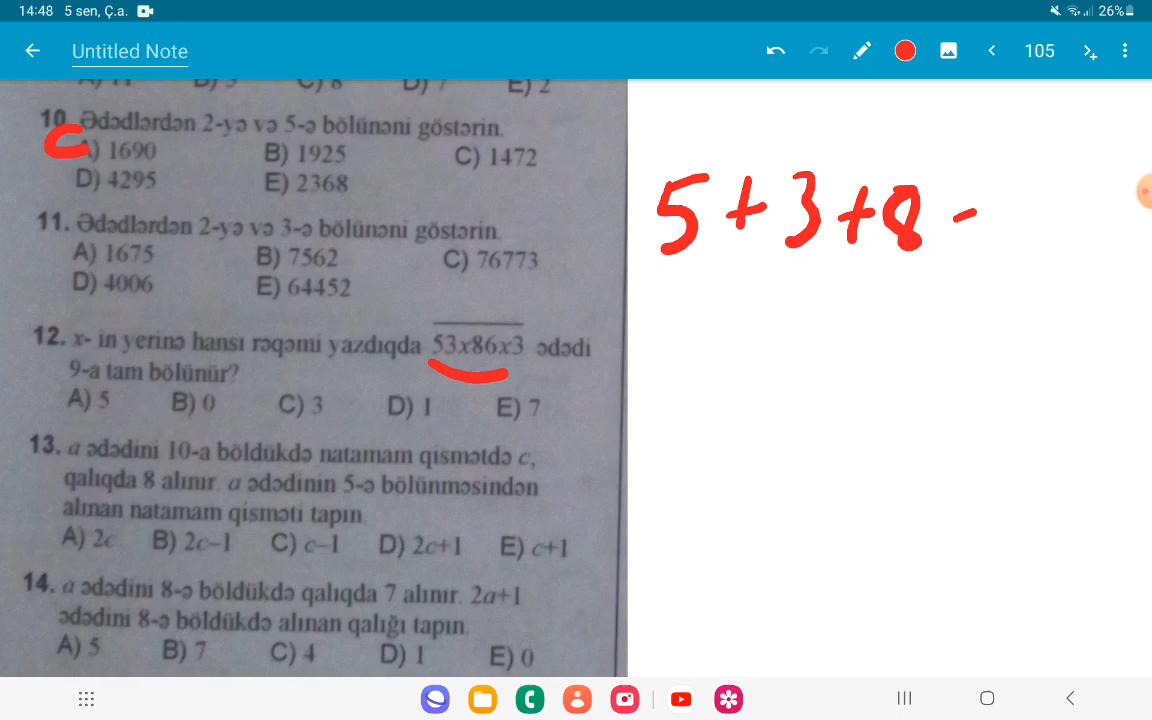 14:48 5 sen, Ç.a. 26%
Untitled Note 105
A) 11 B) 5 C) 8 D) 7 E) 2
10. Ədədlərdən 2-yə və 5-ə bölünəni göstərin.
A) 1690 B) 1925 C) 1472
D) 4295 E) 2368
11. Ədədlərdən 2-yə və 3-ə bölünəni göstərin.
A) 1675 B) 7562 C) 76773
D) 4006 E) 64452
12. x- in yerinə hansı rəqəmi yazdıqda 53x86x3 ədədi
9-a tam bölünür?
A) 5 B) 0 C) 3 D) 1 E) 7
13. a ədədini 10-a böldükdə natamam qismətdə c,
qalıqda 8 alınır. a ədədinin 5-ə bölünməsindən
alınan natamam qisməti tapın.
A) 2c B) 2c–1 C) c–1 D) 2c+1 E) c+1
14. a ədədini 8-ə böldükdə qalıqda 7 alınır. 2a+1
ədədini 8-ə böldükdə alınan qalığı tapın.
A) 5 B) 7 C) 4 D) 1 E) 0
5+3+8 -